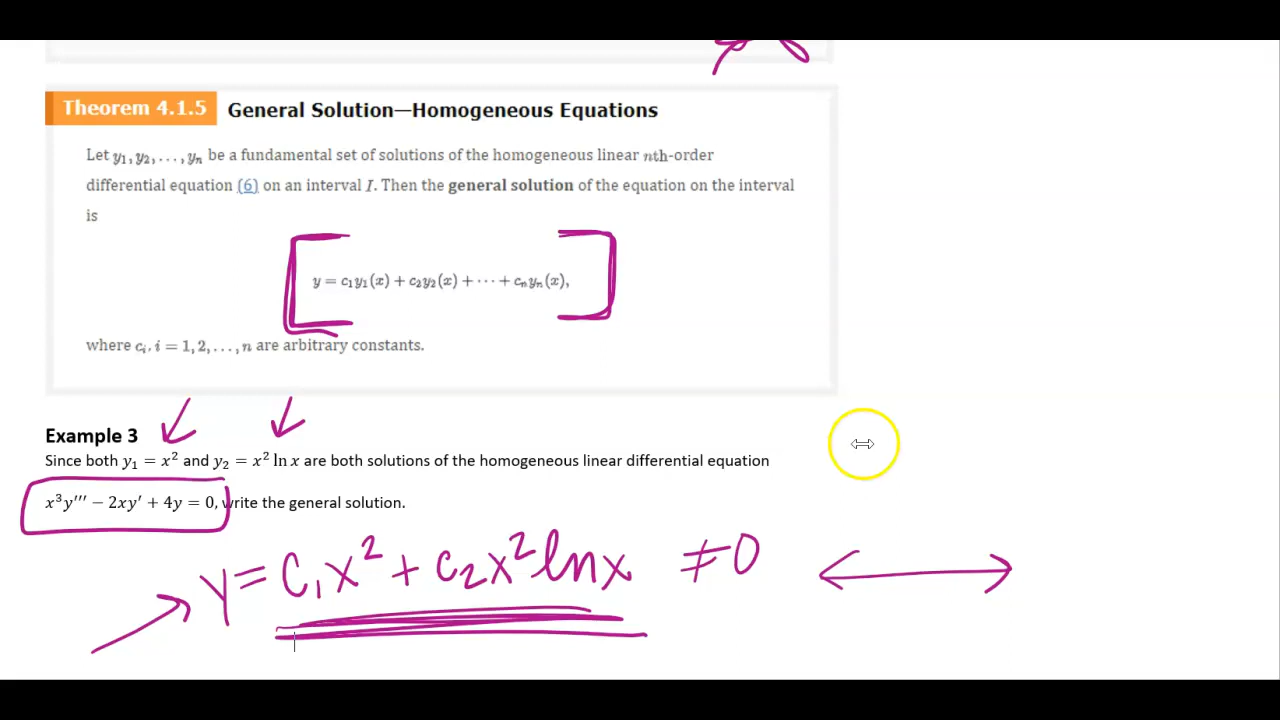 Theorem 4.1.5 General Solution—Homogeneous Equations
Let y₁, y₂, . . . , yₙ be a fundamental set of solutions of the homogeneous linear nth-order
differential equation (6) on an interval I. Then the general solution of the equation on the interval
is
y = c₁y₁(x) + c₂y₂(x) + · · · + cₙyₙ(x),
where cᵢ, i = 1, 2, . . . , n are arbitrary constants.
Example 3
Since both y₁ = x² and y₂ = x² ln x are both solutions of the homogeneous linear differential equation
x³y′′′ − 2xy′ + 4y = 0, write the general solution.
y = C₁x² + C₂x² ln x ≠ 0